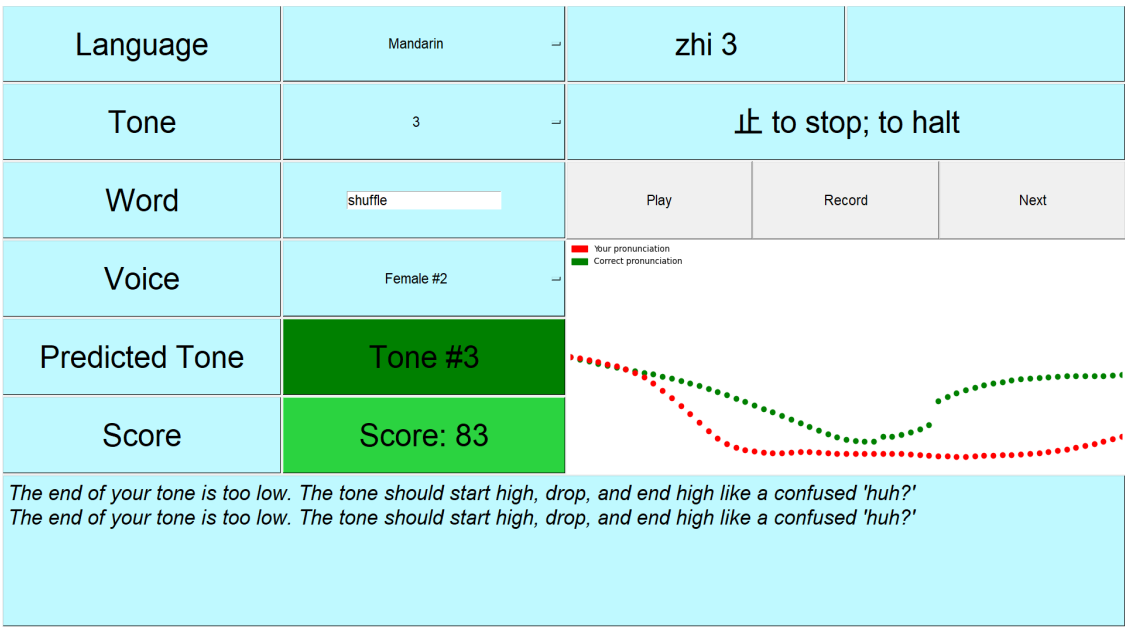 Language
Mandarin
zhi 3
Tone
3
止 to stop; to halt
Word
shuffle
Play
Record
Next
Voice
Female #2
Your pronunciation
Correct pronunciation
Predicted Tone
Tone #3
Score
Score: 83
The end of your tone is too low. The tone should start high, drop, and end high like a confused 'huh?'
The end of your tone is too low. The tone should start high, drop, and end high like a confused 'huh?'